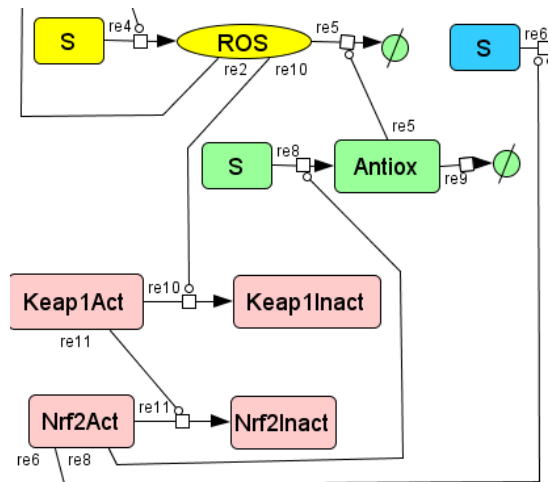 re4
re5
re6
S
ROS
S
re2
re10
re5
re8
S
Antiox
re9
re10
Keap1Act
Keap1Inact
re11
re11
Nrf2Act
Nrf2Inact
re6
re8